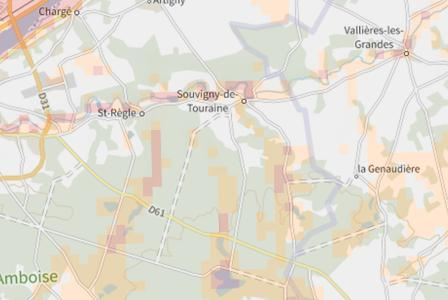 Artigny
Chargé
Vallières-les-
Grandes
Souvigny-de-
Touraine
D31
St-Règle
la Genaudière
D61
Amboise